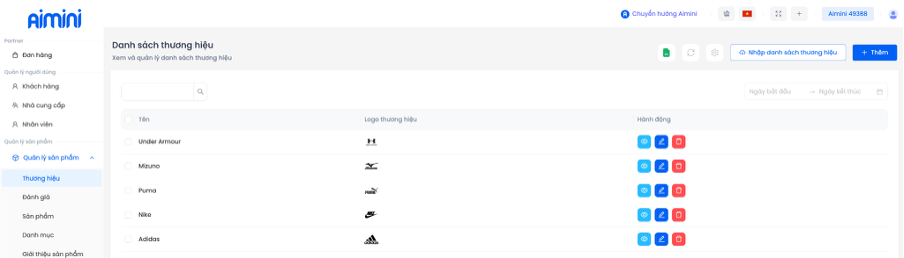 Aimini
Chuyển hướng Aimini
Aimini 49388
Partner
Đơn hàng
Quản lý người dùng
Khách hàng
Nhà cung cấp
Nhân viên
Quản lý sản phẩm
Quản lý sản phẩm
Thương hiệu
Đánh giá
Sản phẩm
Danh mục
Giới thiệu sản phẩm
Danh sách thương hiệu
Xem và quản lý danh sách thương hiệu
Nhập danh sách thương hiệu
+ Thêm
Ngày bắt đầu → Ngày kết thúc
Tên Logo thương hiệu Hành động
Under Armour
Mizuno
Puma
Nike
Adidas adidas